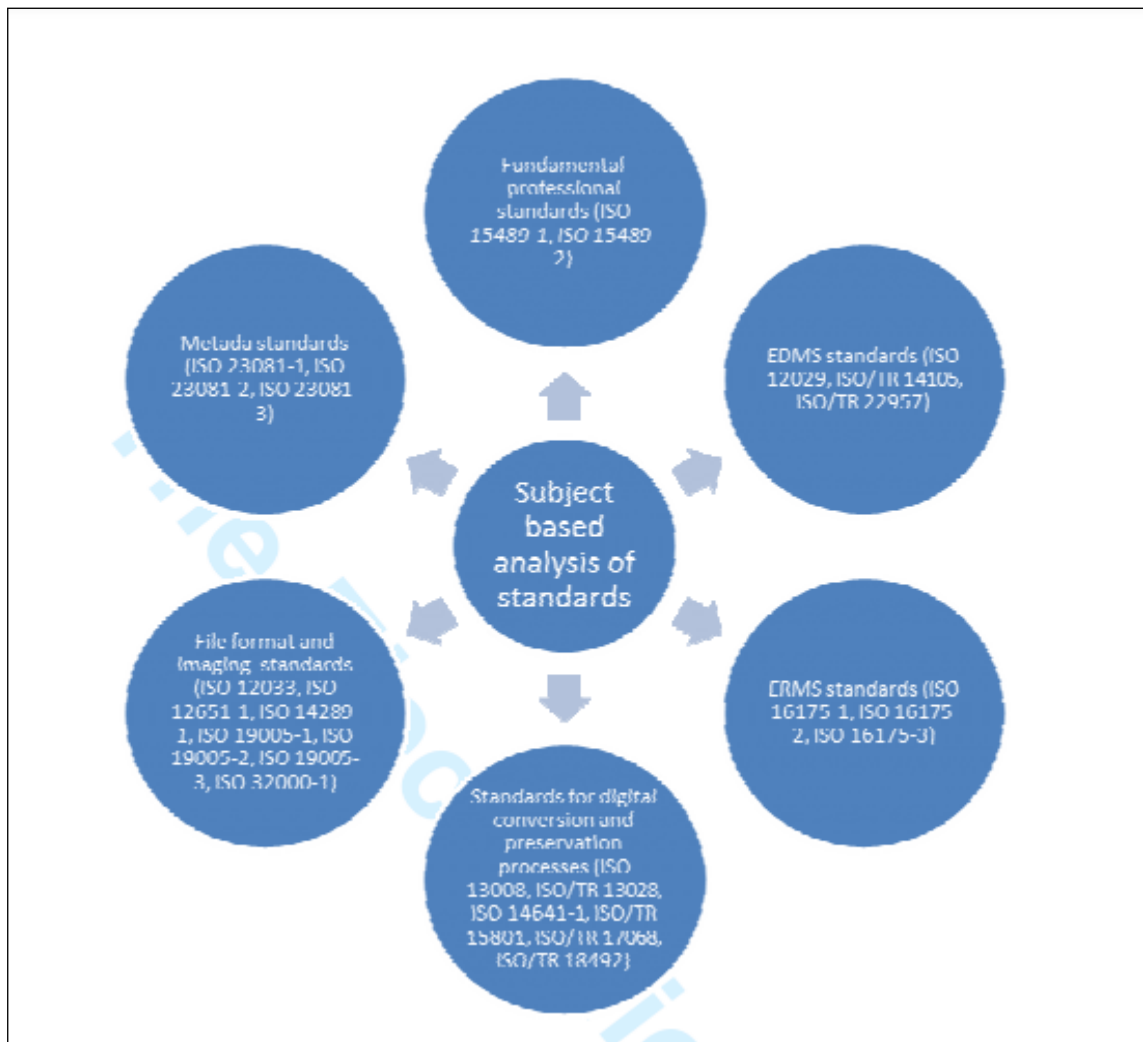 Fundamental
professional
standards (ISO
15489-1, ISO 15489
2)
Metada standards
(ISO 23081-1, ISO
23081-2, ISO 23081
3)
EDMS standards (ISO
12029, ISO/TR 14105,
ISO/TR 22957)
Subject
based
analysis of
standards
File format and
imaging standards
(ISO 12033, ISO
12651-1, ISO 14289
1, ISO 19005-1, ISO
19005-2, ISO 19005-
3, ISO 32000-1)
ERMS standards (ISO
16175-1, ISO 16175
2, ISO 16175-3)
Standards for digital
conversion and
preservation
processes (ISO
13008, ISO/TR 13028,
ISO 14641-1, ISO/TR
15801, ISO/TR 17068,
ISO/TR 18492)